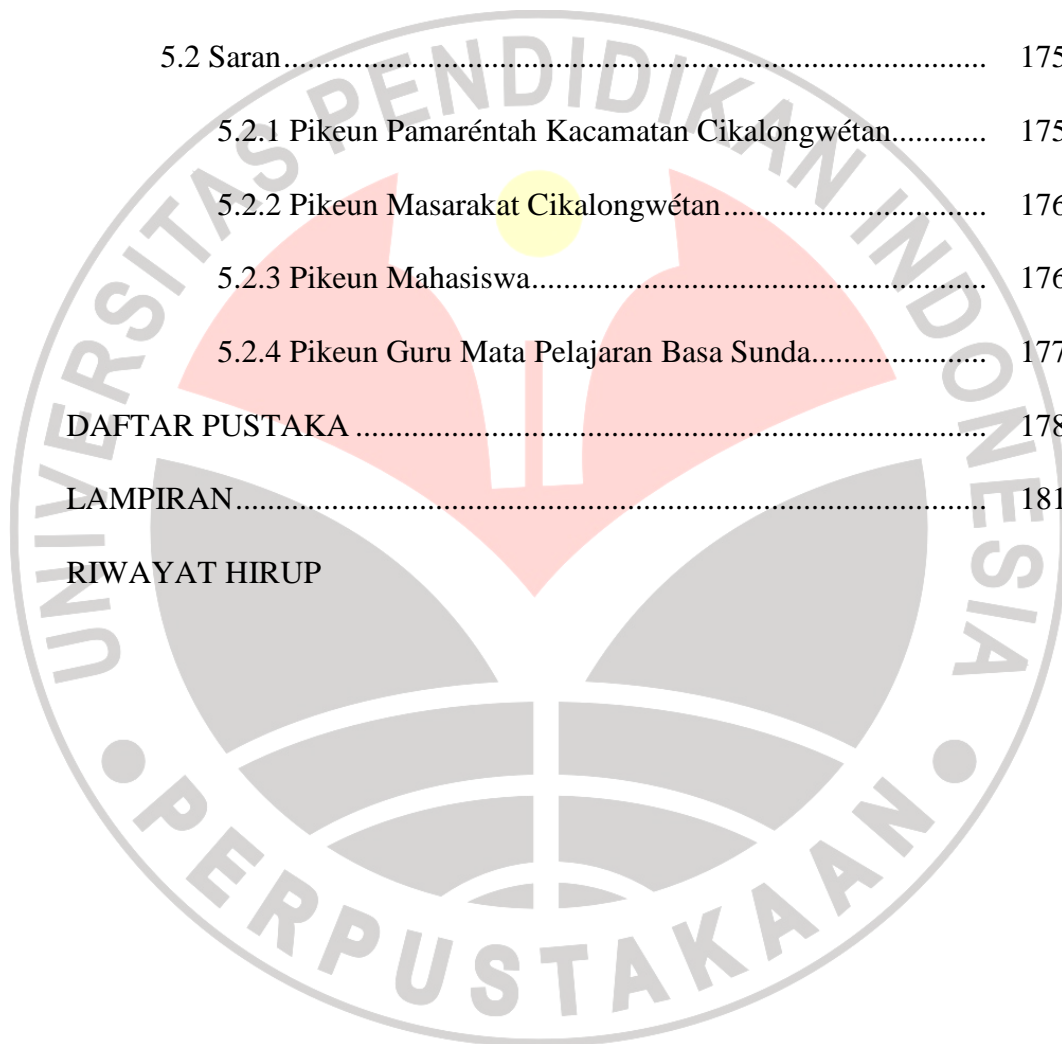 5.2 Saran........................................................................................ 175
5.2.1 Pikeun Pamaréntah Kacamatan Cikalongwétan............ 175
5.2.2 Pikeun Masarakat Cikalongwétan................................. 176
5.2.3 Pikeun Mahasiswa......................................................... 176
5.2.4 Pikeun Guru Mata Pelajaran Basa Sunda...................... 177
DAFTAR PUSTAKA ............................................................................... 178
LAMPIRAN.............................................................................................. 181
RIWAYAT HIRUP
UNIVERSITAS PENDIDIKAN INDONESIA
PERPUSTAKAAN